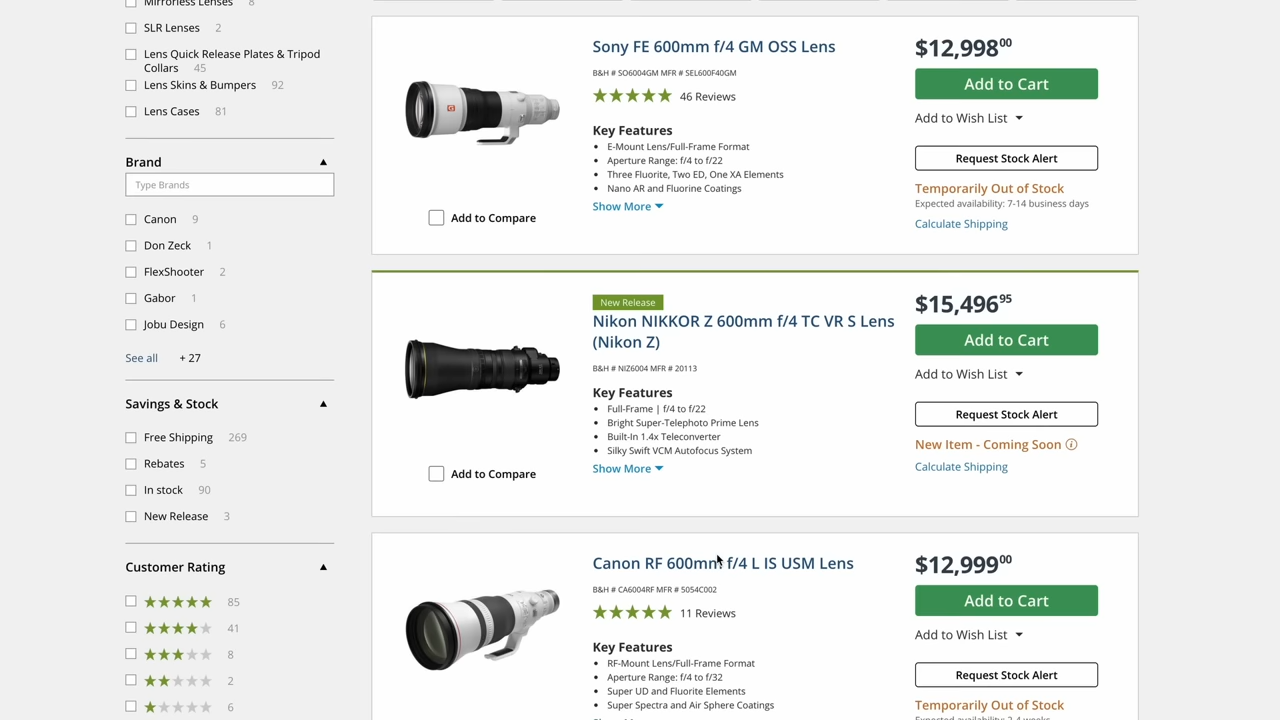 Mirrorless Lenses 8
SLR Lenses 2
Lens Quick Release Plates & Tripod
Collars 45
Lens Skins & Bumpers 92
Lens Cases 81
Brand
Type Brands
Canon 9
Don Zeck 1
FlexShooter 2
Gabor 1
Jobu Design 6
See all + 27
Savings & Stock
Free Shipping 269
Rebates 5
In stock 90
New Release 3
Customer Rating
85
41
8
2
6
Sony FE 600mm f/4 GM OSS Lens
B&H # SO6004GM MFR # SEL600F40GM
46 Reviews
Key Features
• E-Mount Lens/Full-Frame Format
• Aperture Range: f/4 to f/22
• Three Fluorite, Two ED, One XA Elements
• Nano AR and Fluorine Coatings
Show More
Add to Compare
$12,998.00
Add to Cart
Add to Wish List
Request Stock Alert
Temporarily Out of Stock
Expected availability: 7-14 business days
Calculate Shipping
New Release
Nikon NIKKOR Z 600mm f/4 TC VR S Lens
(Nikon Z)
B&H # NIZ6004 MFR # 20113
Key Features
• Full-Frame | f/4 to f/22
• Bright Super-Telephoto Prime Lens
• Built-In 1.4x Teleconverter
• Silky Swift VCM Autofocus System
Show More
Add to Compare
$15,496.95
Add to Cart
Add to Wish List
Request Stock Alert
New Item - Coming Soon
Calculate Shipping
Canon RF 600mm f/4 L IS USM Lens
B&H # CA6004RF MFR # 5054C002
11 Reviews
Key Features
• RF-Mount Lens/Full-Frame Format
• Aperture Range: f/4 to f/32
• Super UD and Fluorite Elements
• Super Spectra and Air Sphere Coatings
$12,999.00
Add to Cart
Add to Wish List
Request Stock Alert
Temporarily Out of Stock